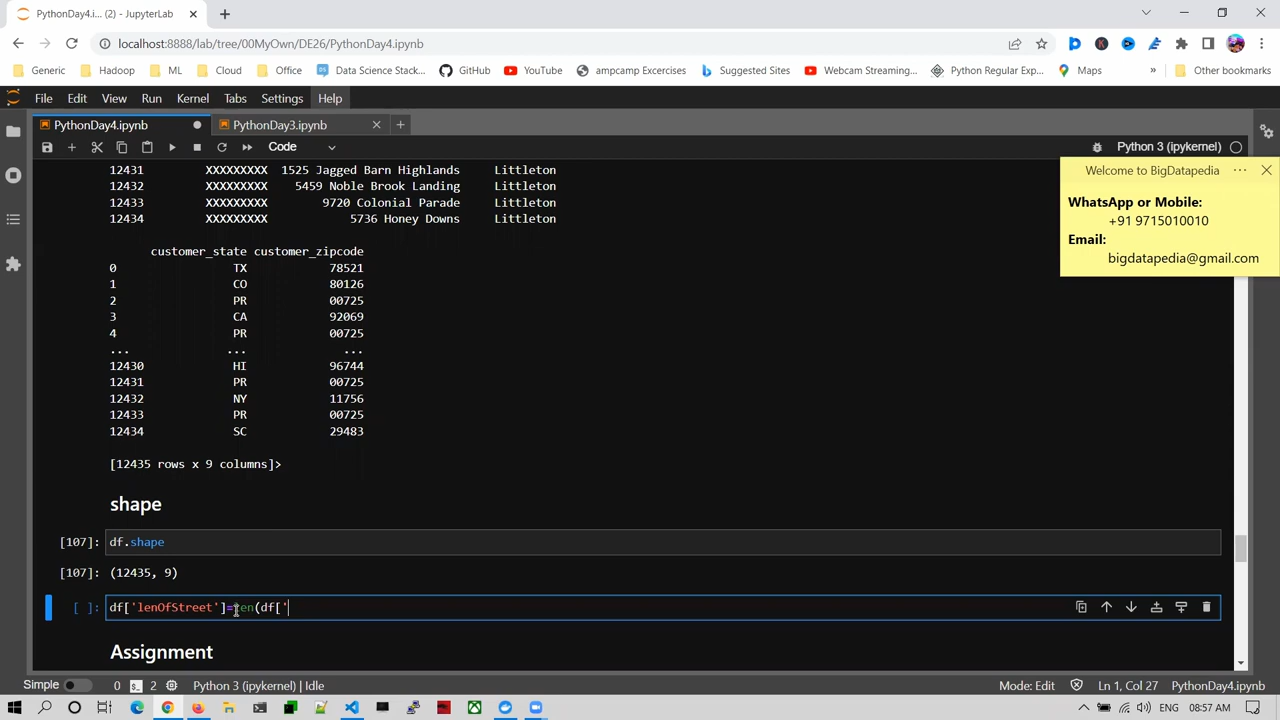 PythonDay4.i... (2) - JupyterLab
localhost:8888/lab/tree/00MyOwn/DE26/PythonDay4.ipynb
Generic Hadoop ML Cloud Office Data Science Stack... GitHub YouTube ampcamp Excercises Suggested Sites Webcam Streaming... Python Regular Exp... Maps » Other bookmarks
File Edit View Run Kernel Tabs Settings Help
PythonDay4.ipynb PythonDay3.ipynb
Code Python 3 (ipykernel)
Welcome to BigDatapedia
WhatsApp or Mobile:
+91 9715010010
Email:
bigdatapedia@gmail.com
12431 XXXXXXXXX 1525 Jagged Barn Highlands Littleton
12432 XXXXXXXXX 5459 Noble Brook Landing Littleton
12433 XXXXXXXXX 9720 Colonial Parade Littleton
12434 XXXXXXXXX 5736 Honey Downs Littleton
customer_state customer_zipcode
0 TX 78521
1 CO 80126
2 PR 00725
3 CA 92069
4 PR 00725
... ... ...
12430 HI 96744
12431 PR 00725
12432 NY 11756
12433 PR 00725
12434 SC 29483
[12435 rows x 9 columns]>
shape
[107]: df.shape
[107]: (12435, 9)
[ ]: df['lenOfStreet']=len(df['
Assignment
Simple 0 2 Python 3 (ipykernel) | Idle Mode: Edit Ln 1, Col 27 PythonDay4.ipynb
ENG 08:57 AM